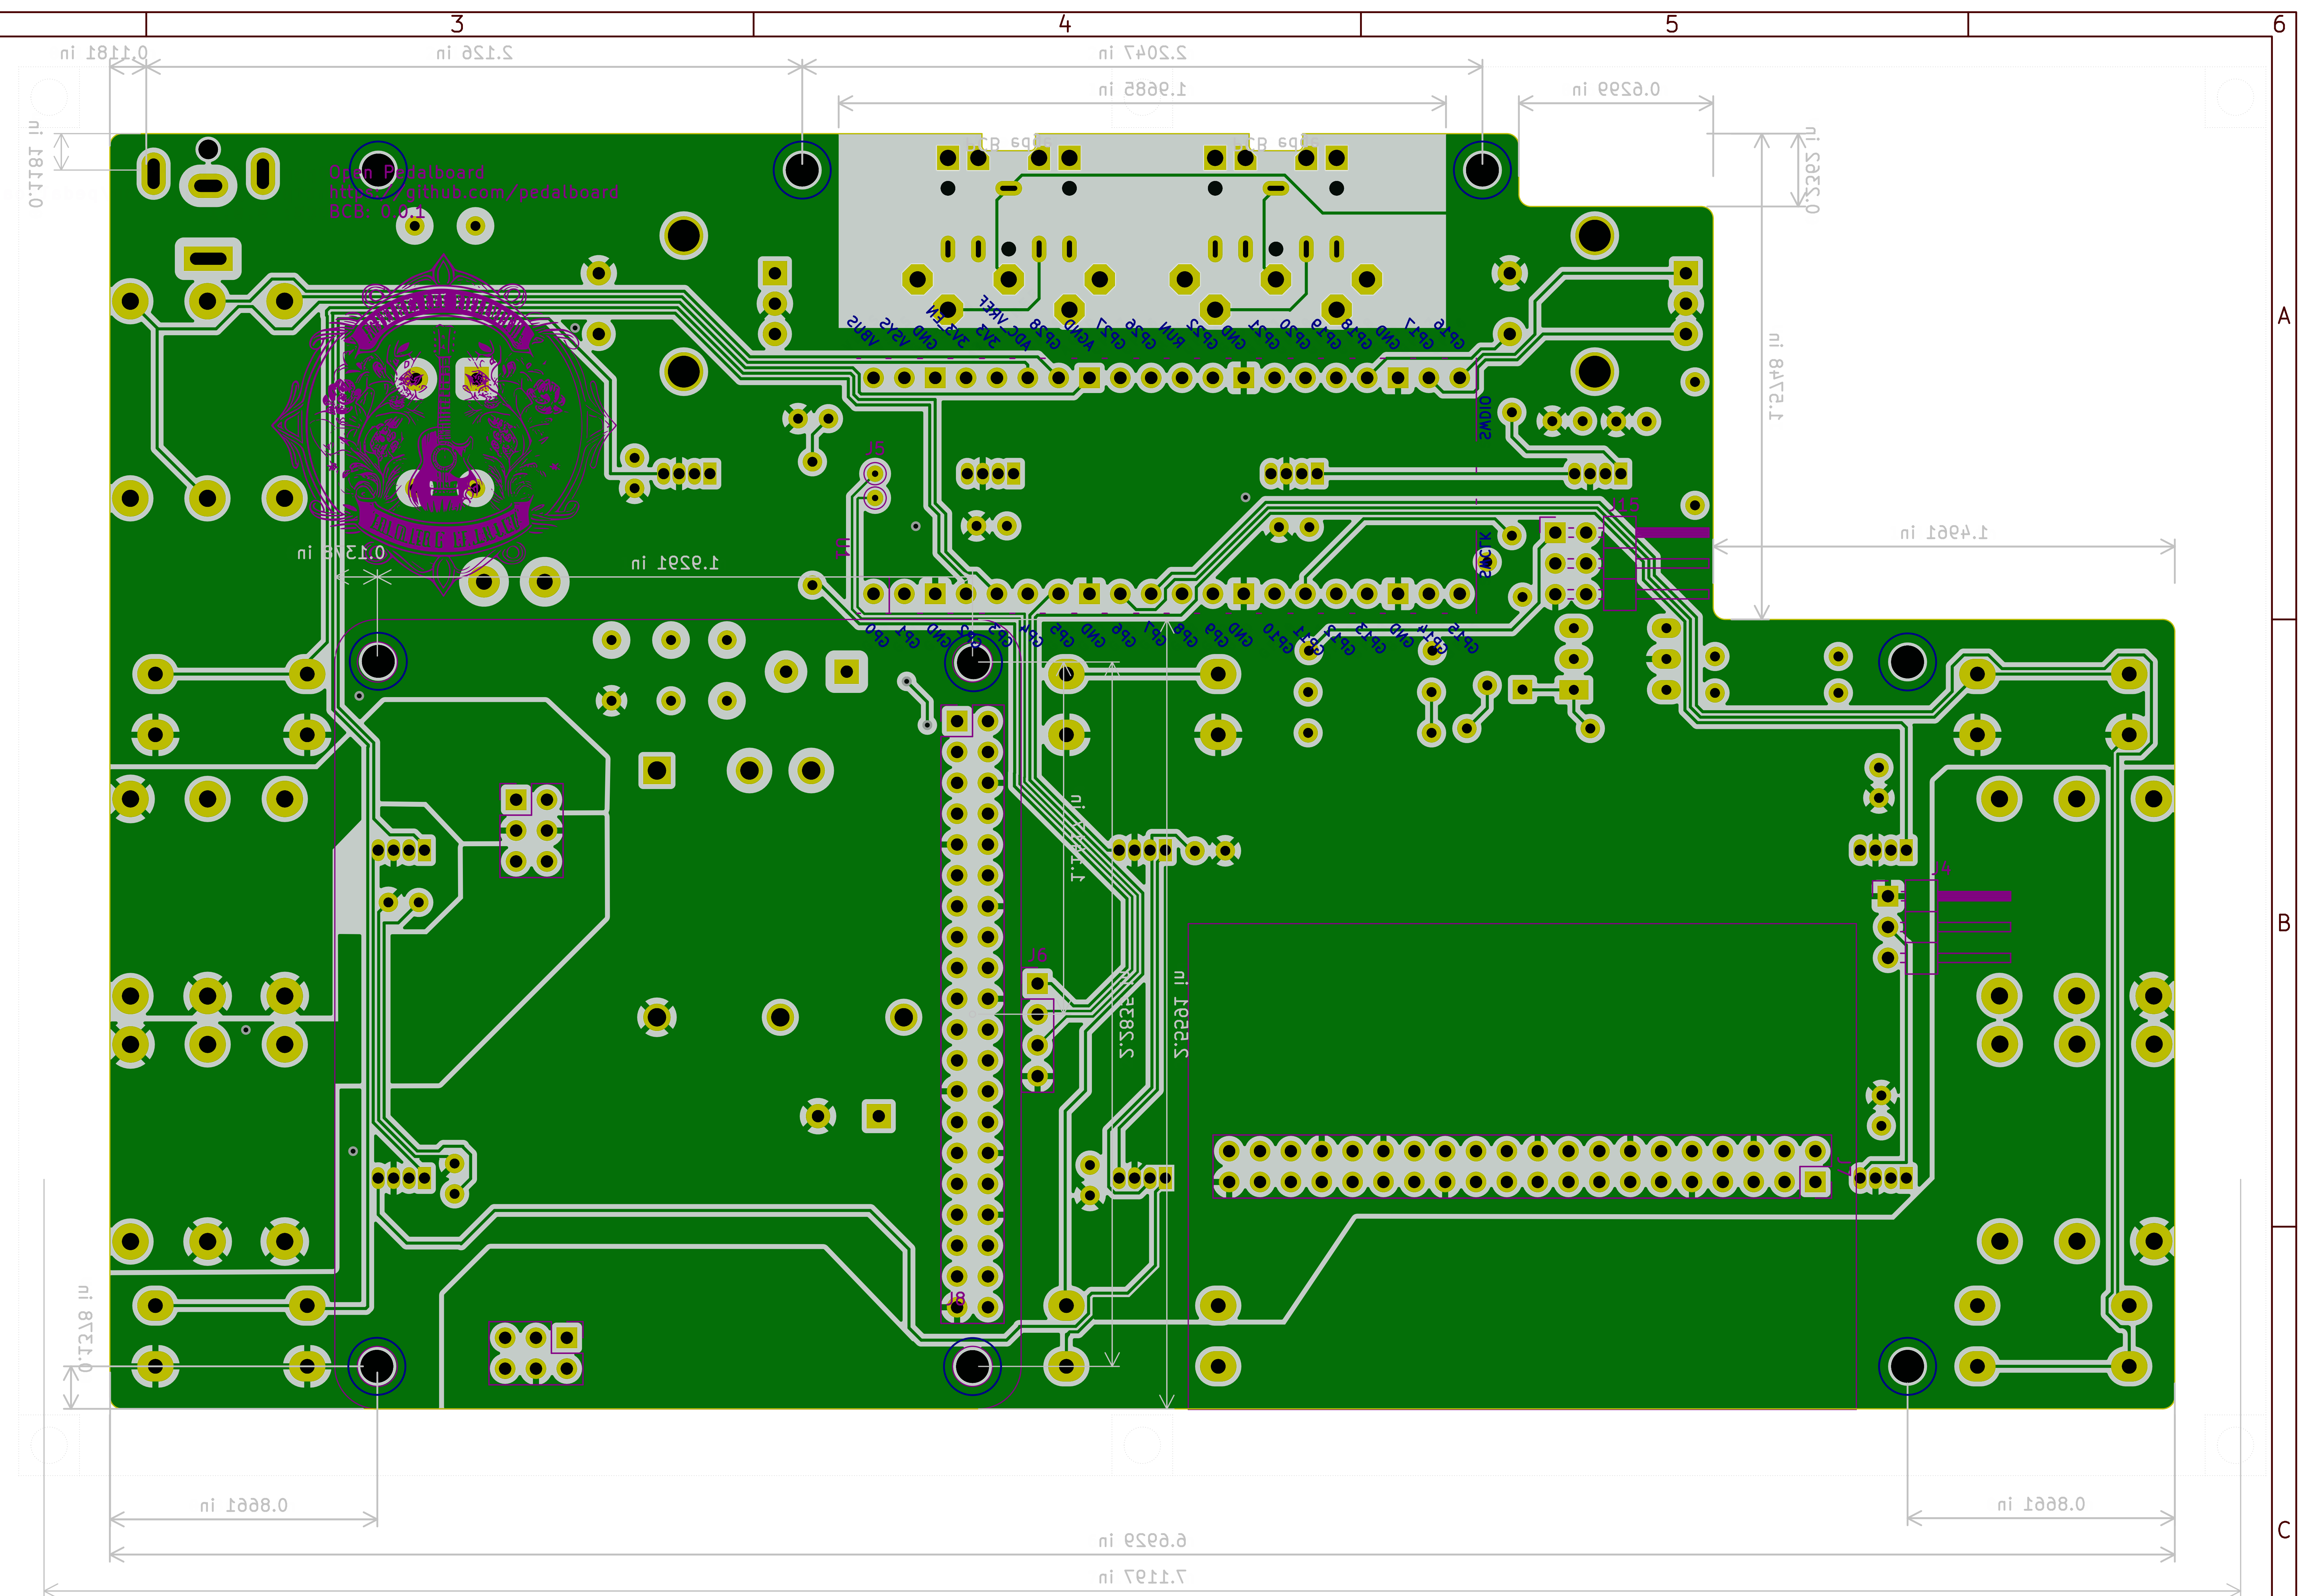 3
4
5
6
0.1181 in
2.126 in
2.2047 in
1.9685 in
0.6299 in
0.1181 in
0.2362 in
Open Pedalboard
https://github.com/pedalboard
BCB: 0.0.1
A
VBUS
VSYS
GND
3V3_EN
3V3
ADC_VREF
GP28
AGND
GP27
GP26
RUN
GP22
GND
GP21
GP20
GP19
GP18
GND
GP17
GP16
1.5748 in
SWDIO
J5
J15
U1
SWCLK
0.1378 in
1.9291 in
1.4961 in
GP0
GP1
GND
GP2
GP3
GP4
GP5
GND
GP6
GP7
GP8
GP9
GND
GP10
GP11
GP12
GP13
GND
GP14
GP15
J4
B
J6
2.2835 in
2.5591 in
J8
0.1378 in
0.8661 in
0.8661 in
C
6.6929 in
7.1197 in